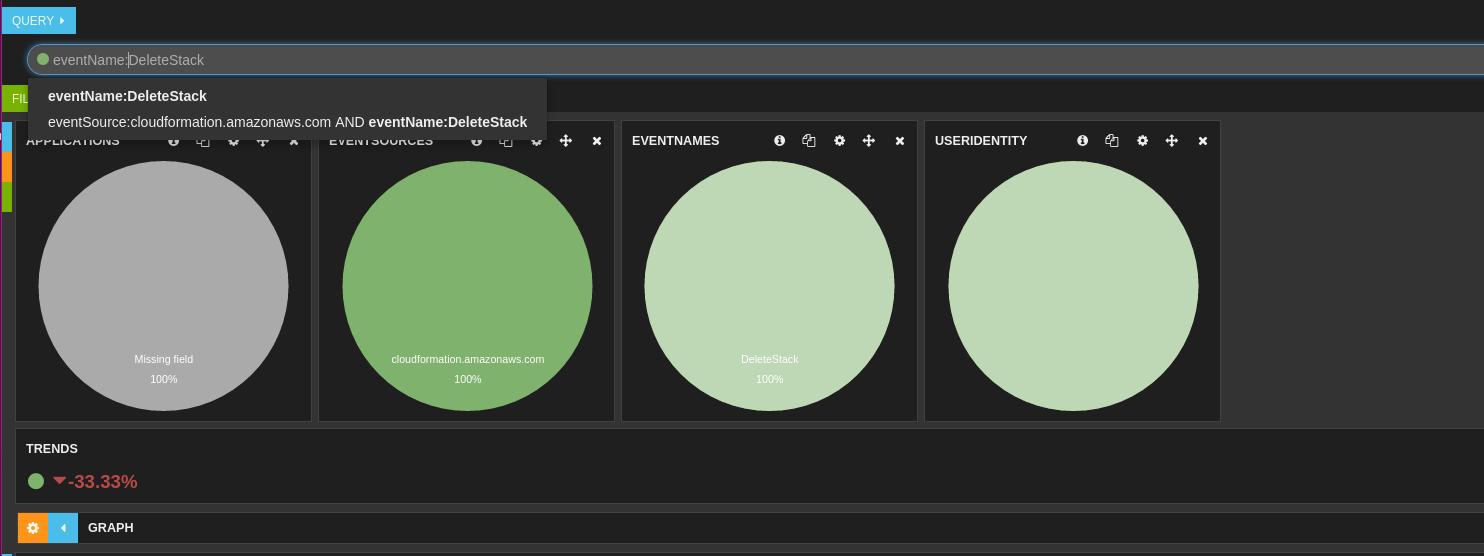 QUERY
eventName:DeleteStack
eventName:DeleteStack
FIL
eventSource:cloudformation.amazonaws.com AND eventName:DeleteStack
APPLICATIONS
EVENTSOURCES
EVENTNAMES
USERIDENTITY
Missing field
100%
cloudformation.amazonaws.com
100%
DeleteStack
100%
TRENDS
-33.33%
GRAPH